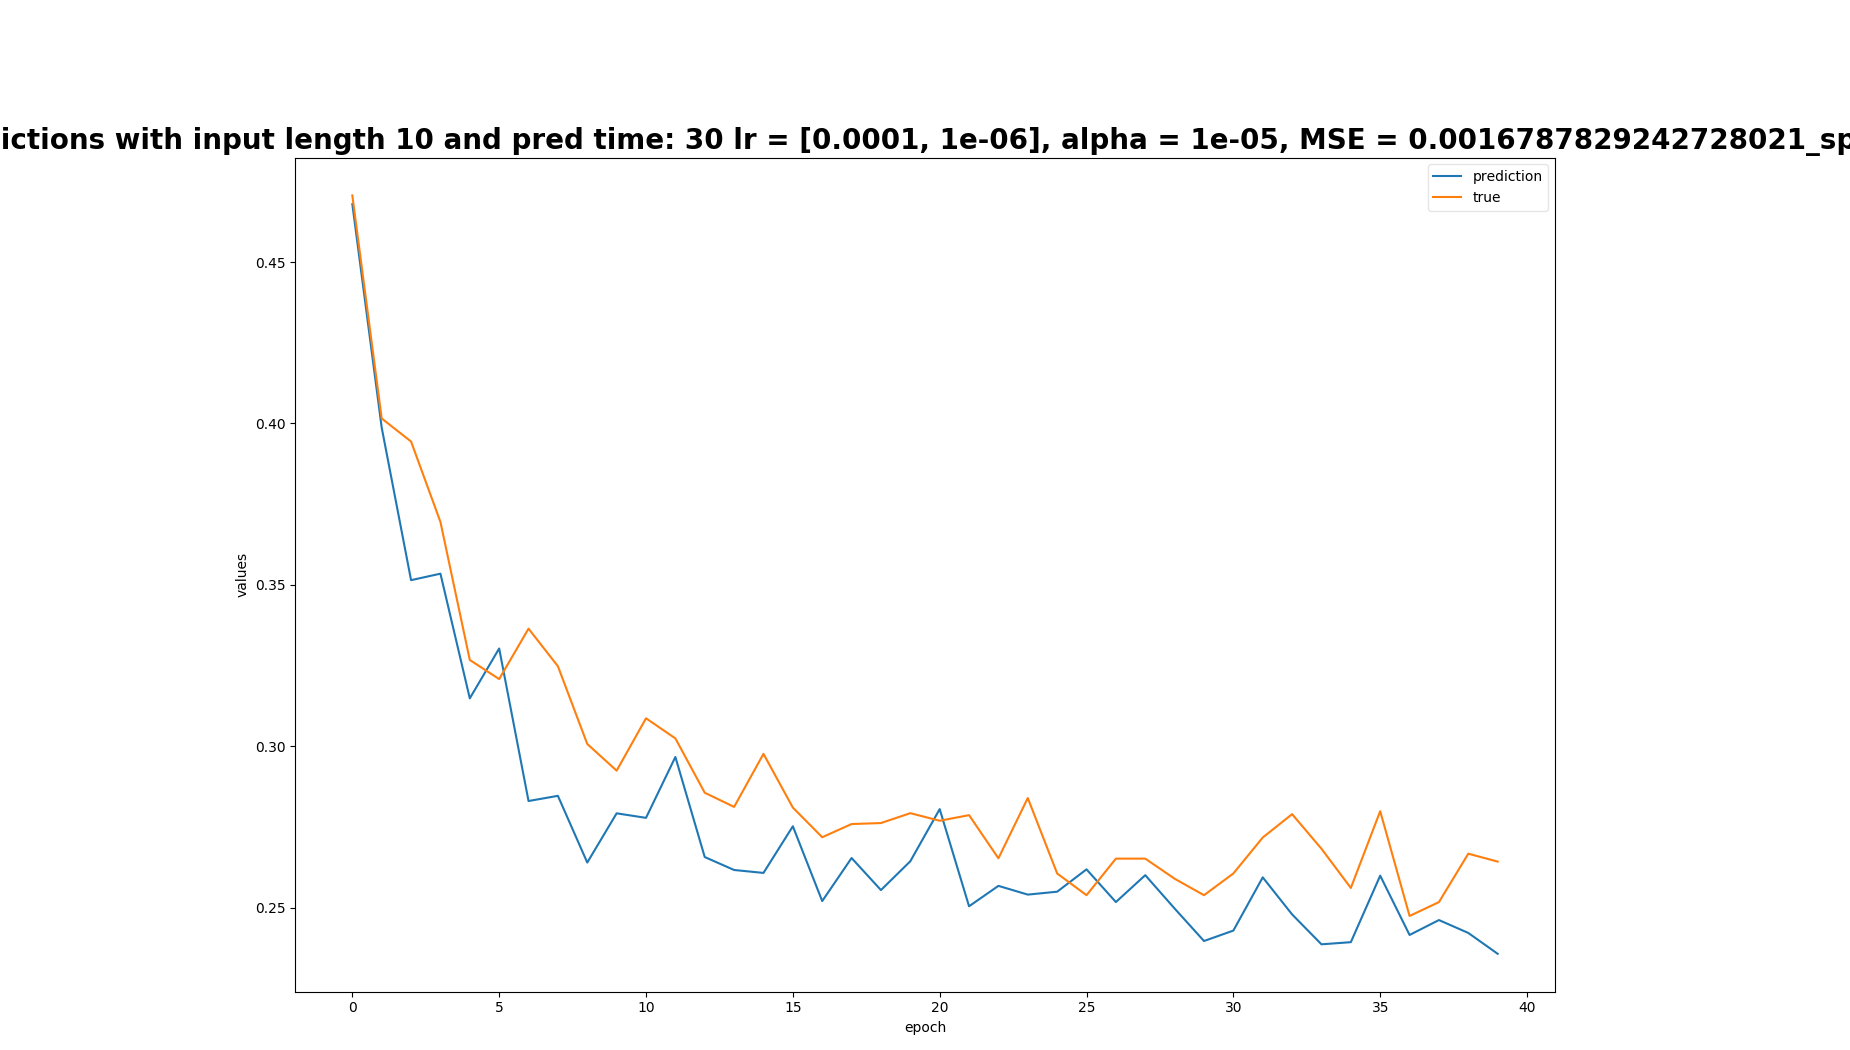 ictions with input length 10 and pred time: 30 lr = [0.0001, 1e-06], alpha = 1e-05, MSE = 0.0016787829242728021_sp
prediction
true
0.45
0.40
0.35
0.30
0.25
values
0 5 10 15 20 25 30 35 40
epoch